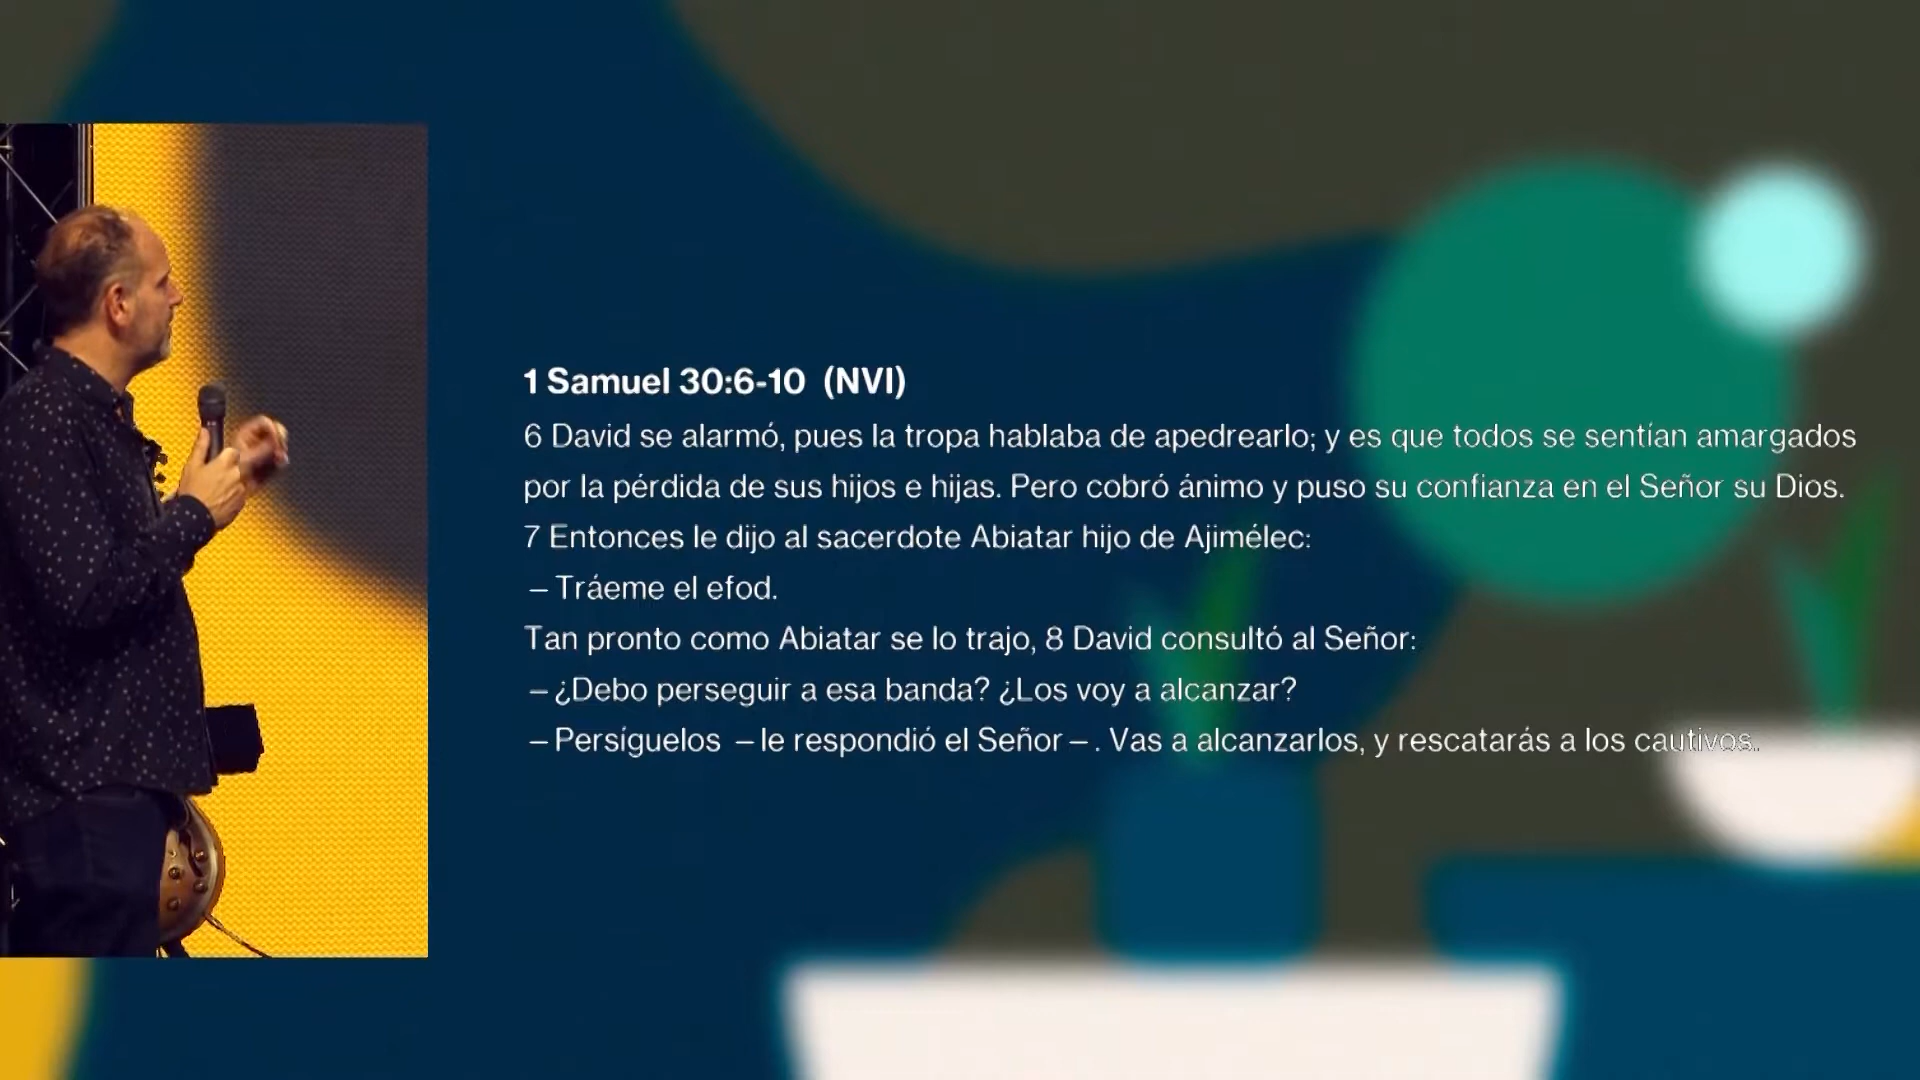 1 Samuel 30:6-10 (NVI)
6 David se alarmó, pues la tropa hablaba de apedrearlo; y es que todos se sentían amargados
por la pérdida de sus hijos e hijas. Pero cobró ánimo y puso su confianza en el Señor su Dios.
7 Entonces le dijo al sacerdote Abiatar hijo de Ajimélec:
—Tráeme el efod.
Tan pronto como Abiatar se lo trajo, 8 David consultó al Señor:
—¿Debo perseguir a esa banda? ¿Los voy a alcanzar?
—Persíguelos —le respondió el Señor—. Vas a alcanzarlos, y rescatarás a los cautivos.